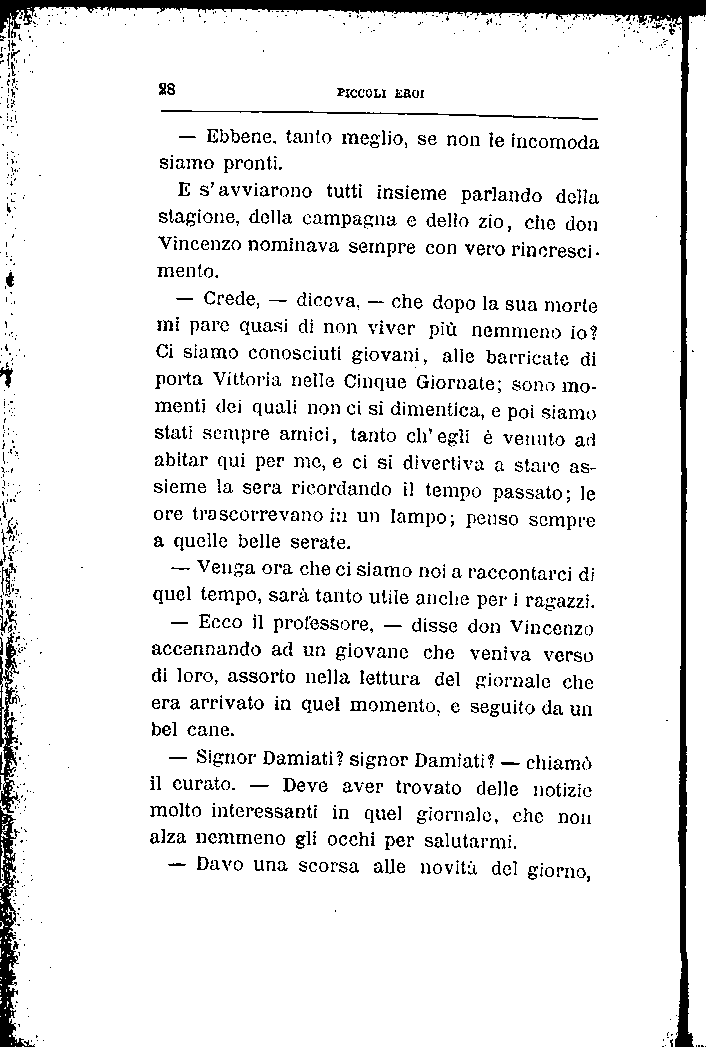 28 PICCOLI EROI
— Ebbene, tanto meglio, se non le incomoda
siamo pronti.
E s'avviarono tutti insieme parlando della
stagione, della campagna e dello zio, che don
Vincenzo nominava sempre con vero rincresci-
mento.
— Crede, — diceva, — che dopo la sua morte
mi pare quasi di non viver più nemmeno io?
Ci siamo conosciuti giovani, alle barricate di
porta Vittoria nelle Cinque Giornate; sono mo-
menti dei quali non ci si dimentica, e poi siamo
stati sempre amici, tanto ch'egli è venuto ad
abitar qui per me, e ci si divertiva a stare as-
sieme la sera ricordando il tempo passato; le
ore trascorrevano in un lampo; penso sempre
a quelle belle serate.
— Venga ora che ci siamo noi a raccontarci di
quel tempo, sarà tanto utile anche per i ragazzi.
— Ecco il professore, — disse don Vincenzo
accennando ad un giovane che veniva verso
di loro, assorto nella lettura del giornale che
era arrivato in quel momento, e seguito da un
bel cane.
— Signor Damiati? signor Damiati? — chiamò
il curato. — Deve aver trovato delle notizie
molto interessanti in quel giornale, che non
alza nemmeno gli occhi per salutarmi.
— Davo una scorsa alle novità del giorno,